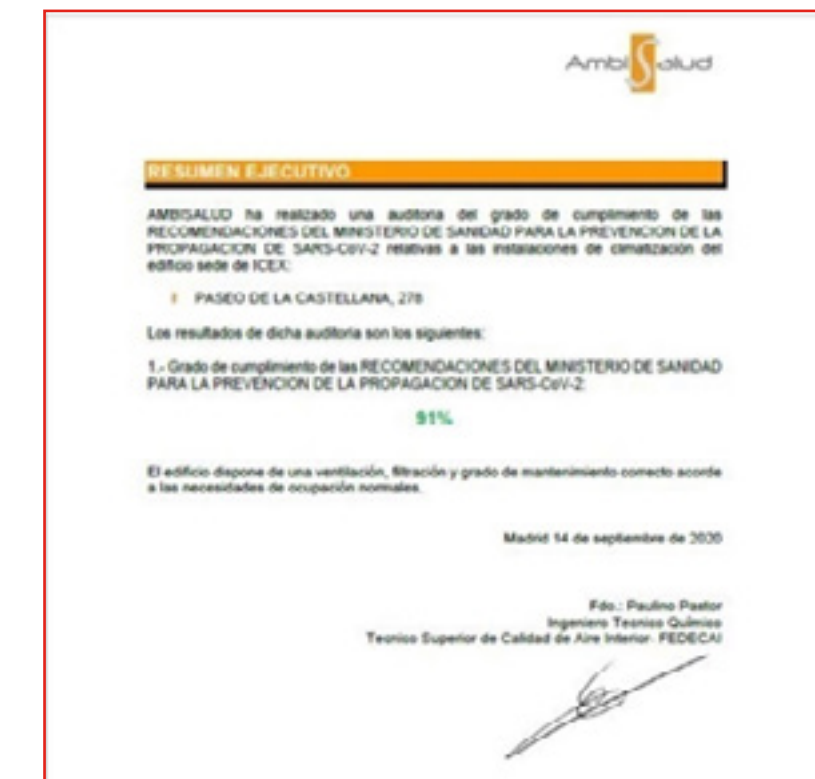 AmbiSalud
RESUMEN EJECUTIVO
AMBISALUD ha realizado una auditoria del grado de cumplimiento de las
RECOMENDACIONES DEL MINISTERIO DE SANIDAD PARA LA PREVENCION DE LA
PROPAGACION DE SARS-CoV-2 relativas a las instalaciones de climatización del
edificio sede de ICEX:
PASEO DE LA CASTELLANA, 278
Los resultados de dicha auditoria son los siguientes:
1.- Grado de cumplimiento de las RECOMENDACIONES DEL MINISTERIO DE SANIDAD
PARA LA PREVENCION DE LA PROPAGACION DE SARS-CoV-2:
91%
El edificio dispone de una ventilación, filtración y grado de mantenimiento correcto acorde
a las necesidades de ocupación normales.
Madrid 14 de septiembre de 2020
Fdo.: Paulino Pastor
Ingeniero Tecnico Químico
Tecnico Superior de Calidad de Aire Interior- FEDECAI